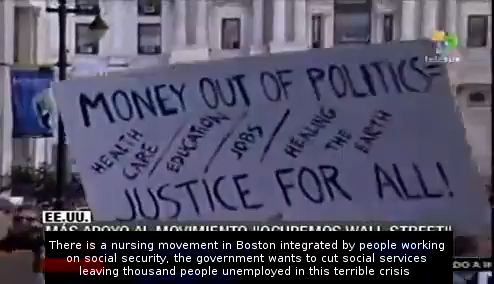 MONEY OUT OF POLITICS=
HEALTH CARE / EDUCATION / JOBS / HEALING THE EARTH
JUSTICE FOR ALL!
teleSUR
EE.UU.
MÁS APOYO AL MOVIMIENTO "OCUPEMOS WALL STREET"
There is a nursing movement in Boston integrated by people working
on social security, the government wants to cut social services
leaving thousand people unemployed in this terrible crisis